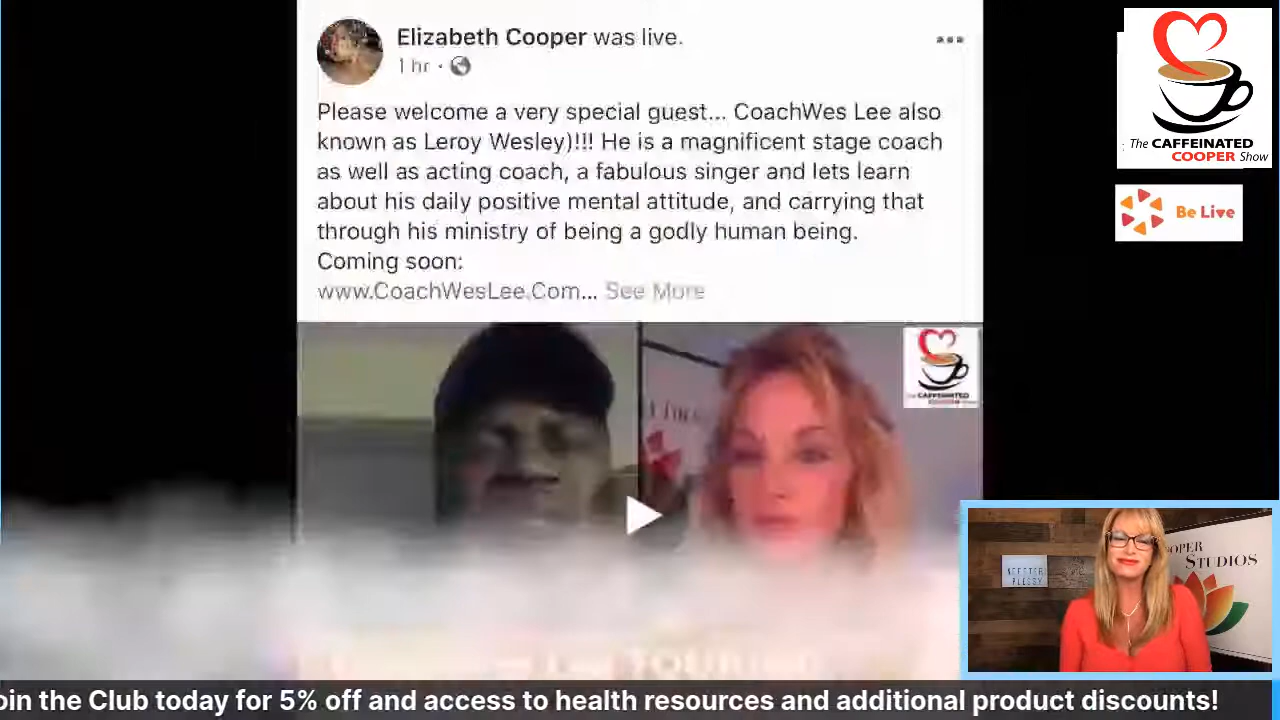 Elizabeth Cooper was live.
1 hr
Please welcome a very special guest... CoachWes Lee also
known as Leroy Wesley)!!! He is a magnificent stage coach
as well as acting coach, a fabulous singer and lets learn
about his daily positive mental attitude, and carrying that
through his ministry of being a godly human being.
Coming soon:
www.CoachWesLee.Com... See More
The CAFFEINATED
COOPER Show
Be Live
CAFFEINATED
COOPER
STUDIOS
oin the Club today for 5% off and access to health resources and additional product discounts!